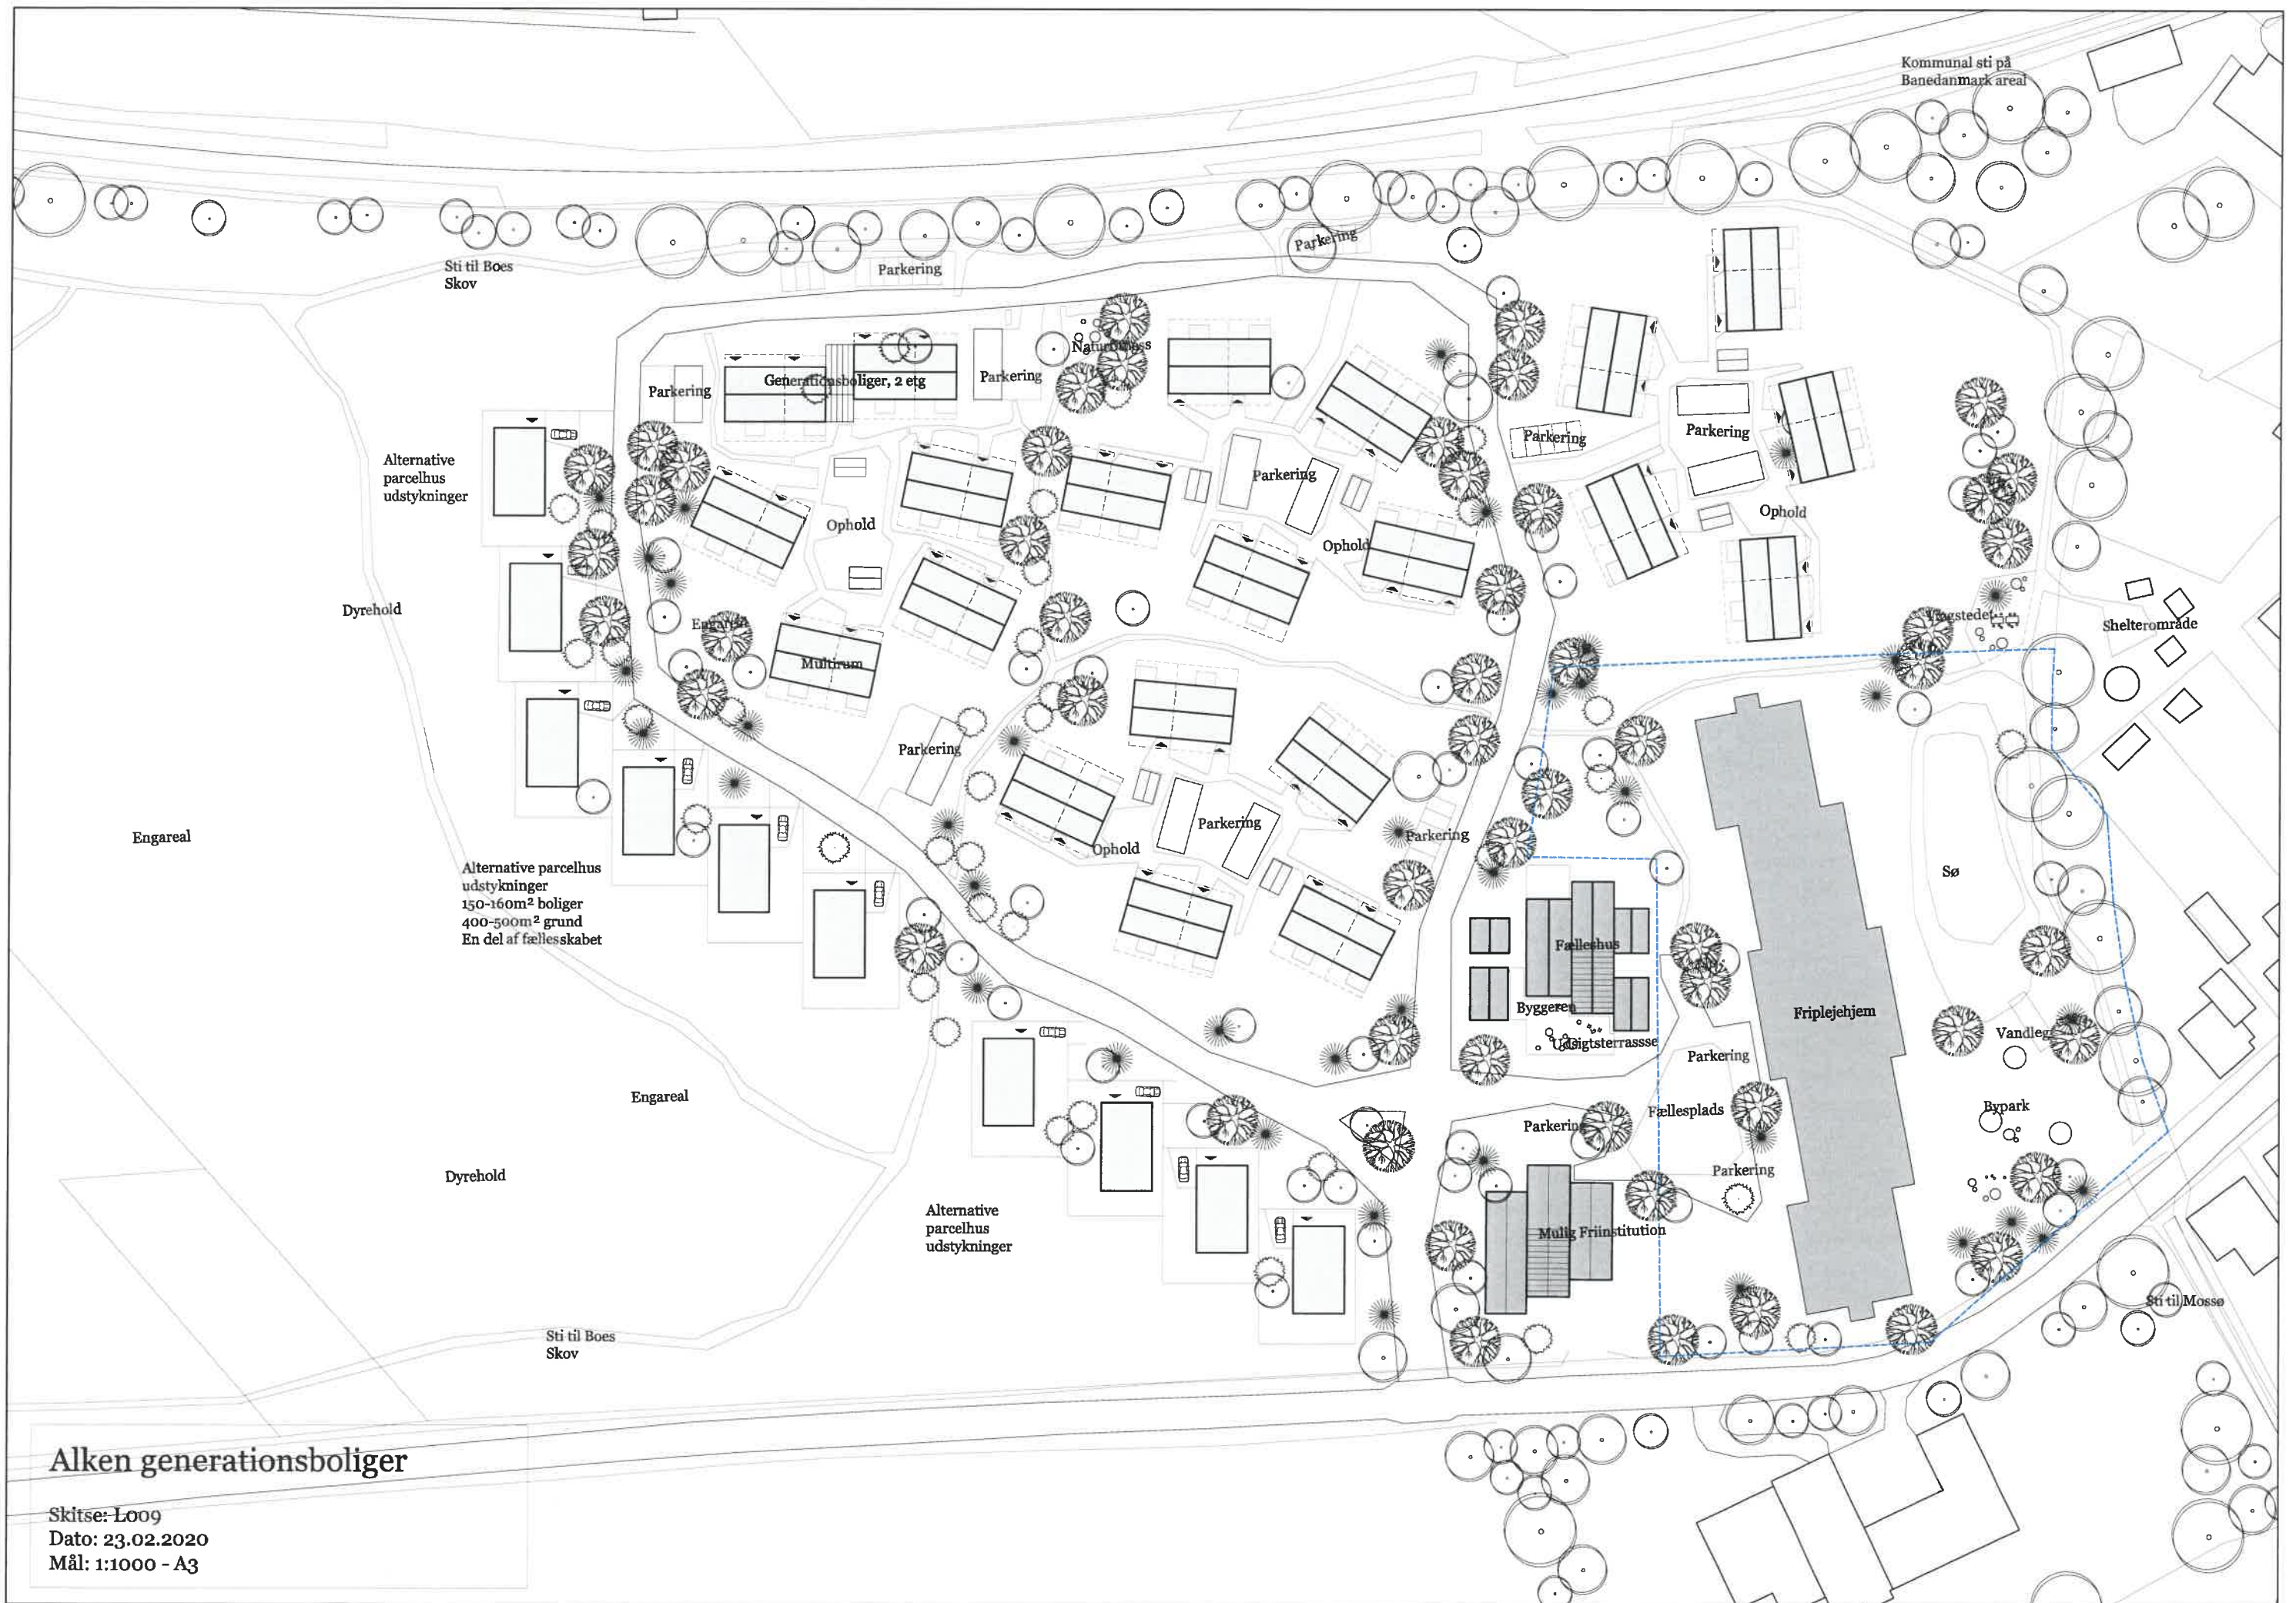 Kommunal sti på
Banedanmark areal
Parkering
Sti til Boes
Skov
Parkering
Parkering
Generationsboliger, 2 etg
Parkering
Parkering
Parkering
Alternative
parcelhus
udstykninger
Parkering
Ophold
Ophold
Ophold
Dyrehold
Engareal
Multirum
Shelterområde
Parkering
Engareal
Parkering
Parkering
Ophold
Alternative parcelhus
udstykninger
150-160m² boliger
400-500m² grund
En del af fællesskabet
Sø
Fælleshus
Byggeren
Friplejehjem
Parkering
Engareal
Fællesplads
Parkering
Bypark
Dyrehold
Parkering
Alternative
parcelhus
udstykninger
Mulig Friinstitution
Sti til Mossø
Sti til Boes
Skov
Alken generationsboliger
Skitse: L009
Dato: 23.02.2020
Mål: 1:1000 - A3